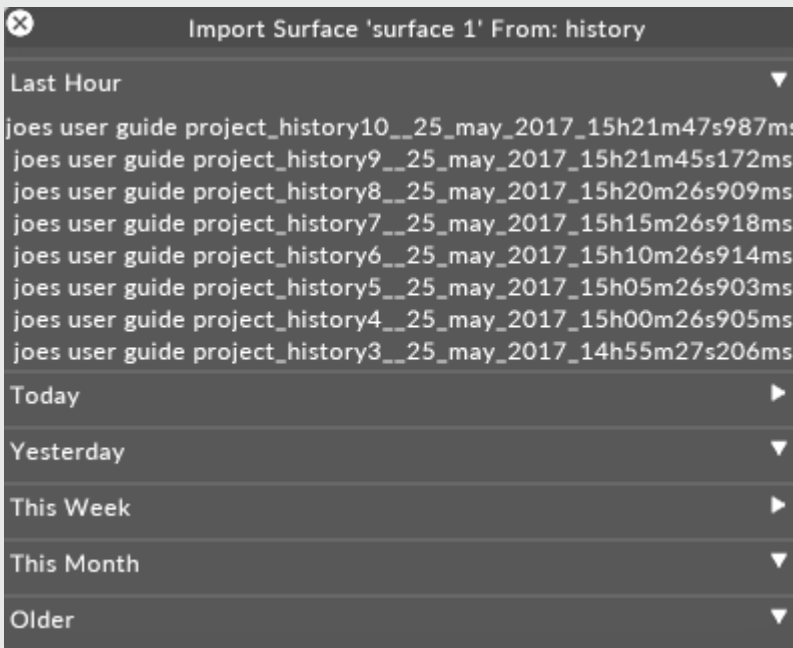 Import Surface 'surface 1' From: history
Last Hour
joes user guide project_history10__25_may_2017_15h21m47s987ms
joes user guide project_history9__25_may_2017_15h21m45s172ms
joes user guide project_history8__25_may_2017_15h20m26s909ms
joes user guide project_history7__25_may_2017_15h15m26s918ms
joes user guide project_history6__25_may_2017_15h10m26s914ms
joes user guide project_history5__25_may_2017_15h05m26s903ms
joes user guide project_history4__25_may_2017_15h00m26s905ms
joes user guide project_history3__25_may_2017_14h55m27s206ms
Today
Yesterday
This Week
This Month
Older